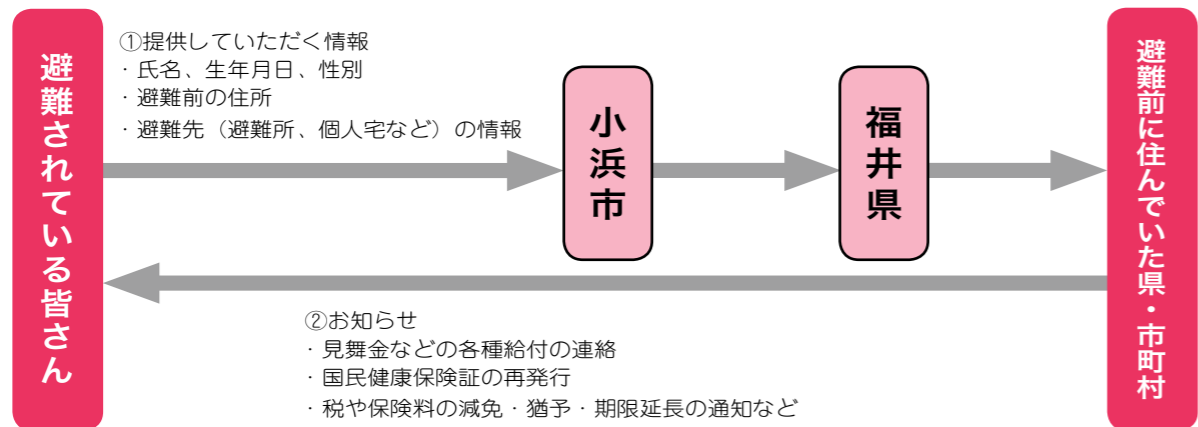 避難されている皆さん
①提供していただく情報
・氏名、生年月日、性別
・避難前の住所
・避難先（避難所、個人宅など）の情報
小浜市
福井県
避難前に住んでいた県・市町村
②お知らせ
・見舞金などの各種給付の連絡
・国民健康保険証の再発行
・税や保険料の減免・猶予・期限延長の通知など